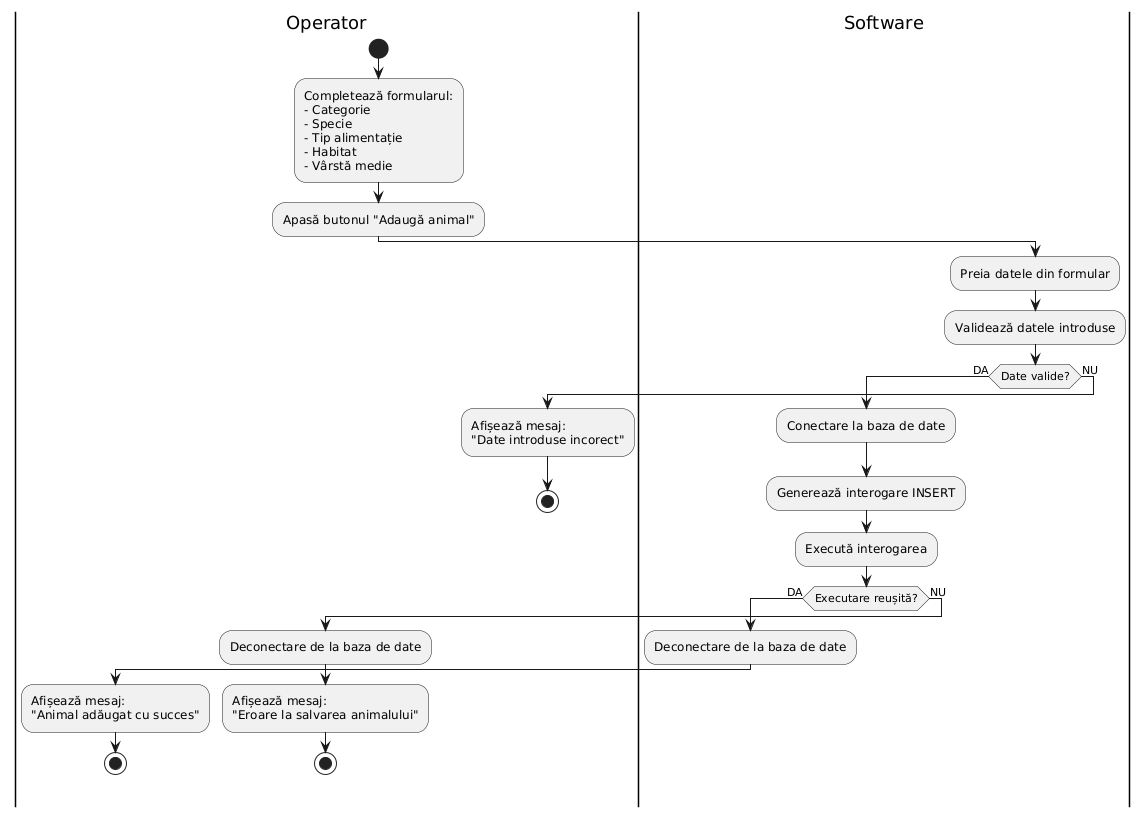 Operator
Software
Completează formularul:
- Categorie
- Specie
- Tip alimentație
- Habitat
- Vârstă medie
Apasă butonul "Adaugă animal"
Preia datele din formular
Validează datele introduse
DA
Date valide?
NU
Afișează mesaj:
"Date introduse incorect"
Conectare la baza de date
Generează interogare INSERT
Execută interogarea
DA
Executare reușită?
NU
Deconectare de la baza de date
Deconectare de la baza de date
Afișează mesaj:
"Animal adăugat cu succes"
Afișează mesaj:
"Eroare la salvarea animalului"